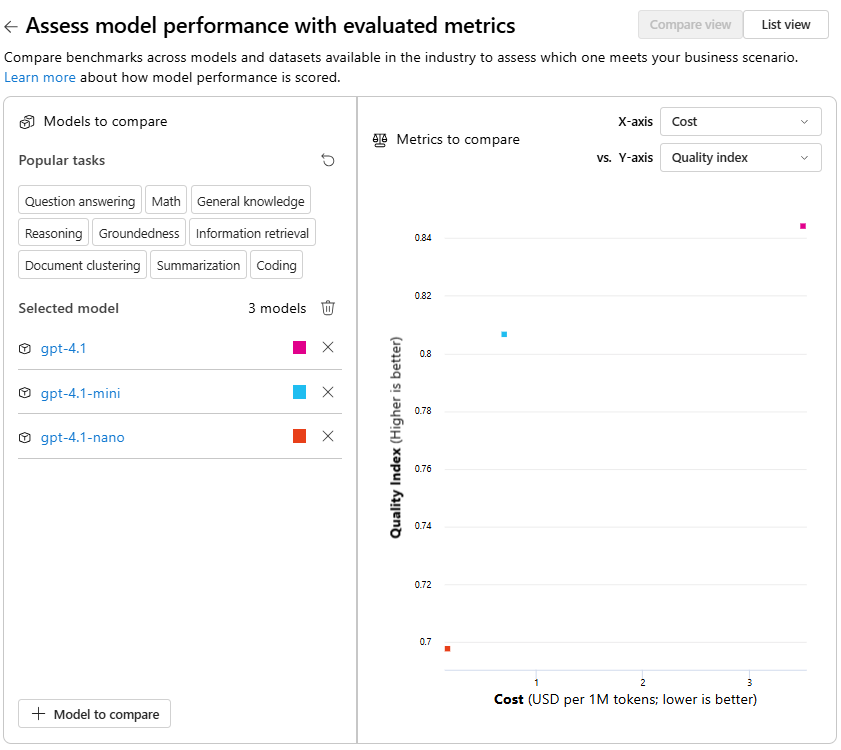 Assess model performance with evaluated metrics
Compare view
List view
Compare benchmarks across models and datasets available in the industry to assess which one meets your business scenario.
Learn more about how model performance is scored.
Models to compare
Popular tasks
Question answering
Math
General knowledge
Reasoning
Groundedness
Information retrieval
Document clustering
Summarization
Coding
Selected model
3 models
gpt-4.1
gpt-4.1-mini
gpt-4.1-nano
Model to compare
Metrics to compare
X-axis
Cost
vs. Y-axis
Quality index
Quality Index (Higher is better)
0.84
0.82
0.8
0.78
0.76
0.74
0.72
0.7
1
2
3
Cost (USD per 1M tokens; lower is better)